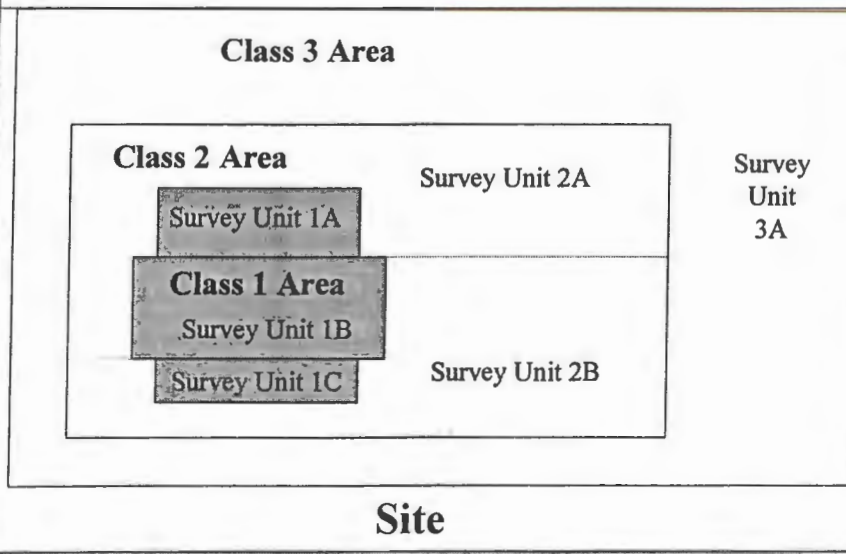 Class 3 Area
Class 2 Area
Survey Unit 2A
Survey
Unit
3A
Survey Unit 1A
Class 1 Area
Survey Unit 1B
Survey Unit 2B
Survey Unit 1C
Site